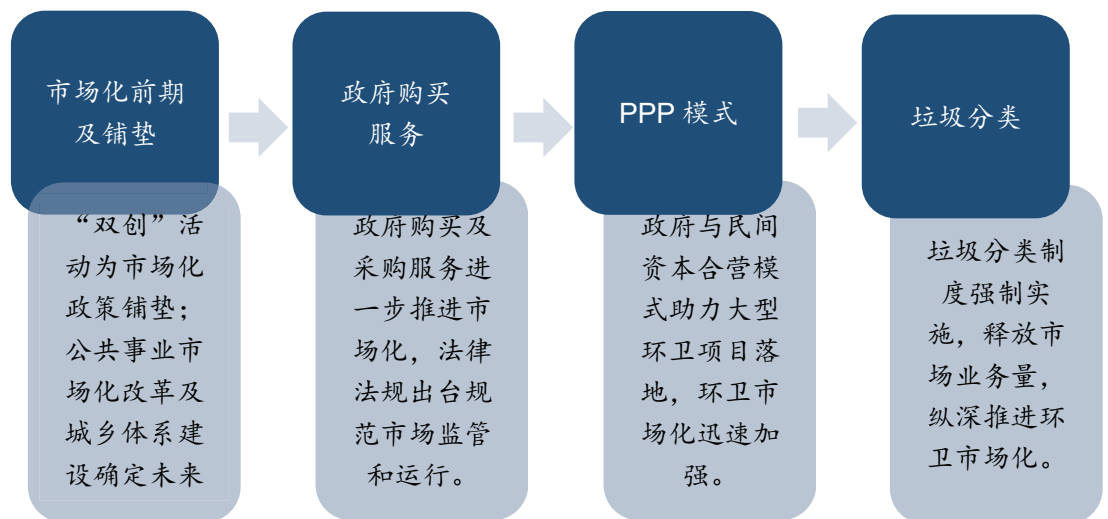 市场化前期
及铺垫
“双创”活
动为市场化
政策铺垫；
公共事业市
场化改革及
城乡体系建
设确定未来
政府购买
服务
政府购买及
采购服务进
一步推进市
场化，法律
法规出台规
范市场监管
和运行。
PPP 模式
政府与民间
资本合营模
式助力大型
环卫项目落
地，环卫市
场化迅速加
强。
垃圾分类
垃圾分类制
度强制实
施，释放市
场业务量，
纵深推进环
卫市场化。